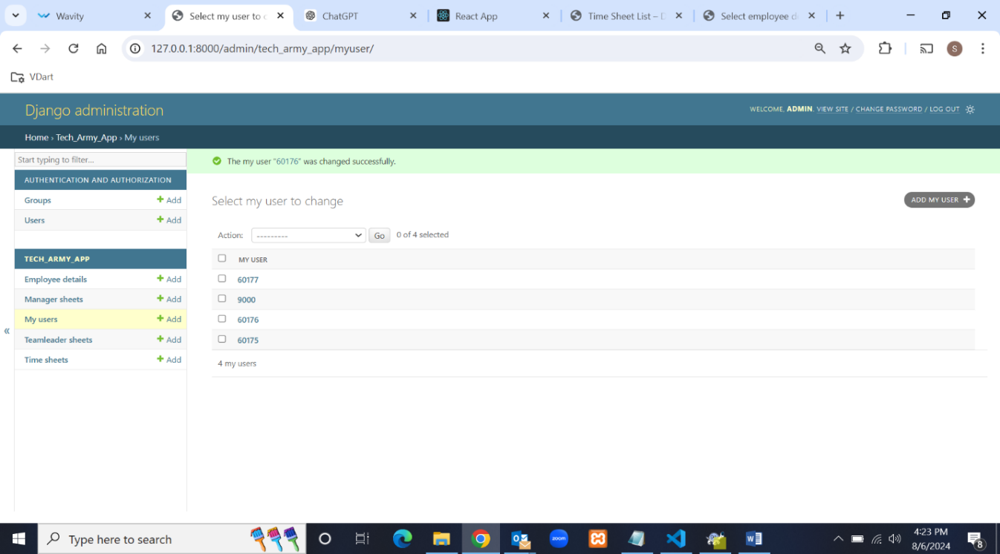 Wavity
Select my user to c
ChatGPT
React App
Time Sheet List – D
Select employee d
127.0.0.1:8000/admin/tech_army_app/myuser/
S
VDart
Django administration
WELCOME, ADMIN. VIEW SITE / CHANGE PASSWORD / LOG OUT
Home › Tech_Army_App › My users
Start typing to filter...
The my user "60176" was changed successfully.
AUTHENTICATION AND AUTHORIZATION
Groups + Add
Users + Add
Select my user to change
ADD MY USER +
Action: --------- Go 0 of 4 selected
TECH_ARMY_APP
Employee details + Add
Manager sheets + Add
My users + Add
Teamleader sheets + Add
Time sheets + Add
«
MY USER
60177
9000
60176
60175
4 my users
Type here to search
zoom
4:23 PM
8/6/2024
8